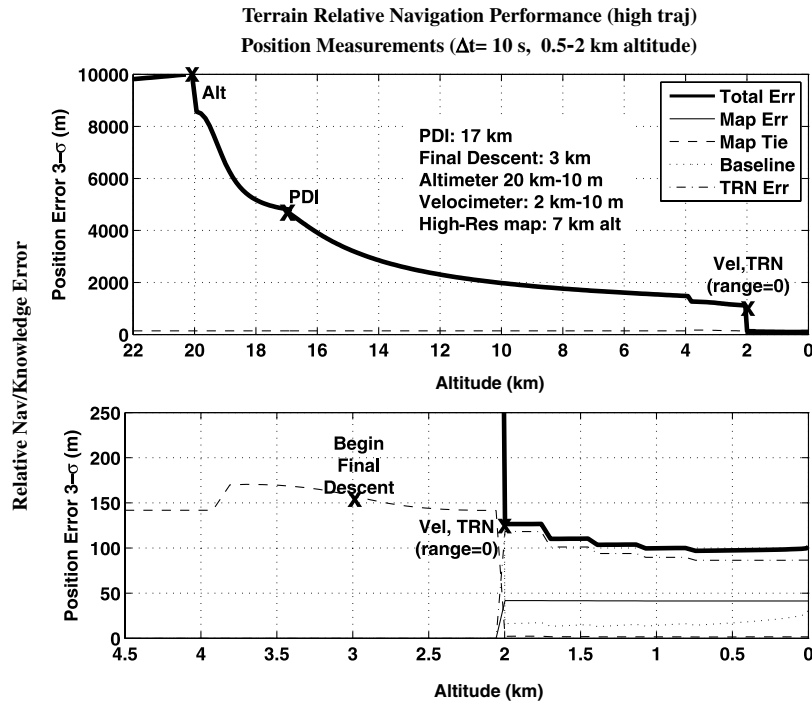 Terrain Relative Navigation Performance (high traj)
Position Measurements (Δt= 10 s, 0.5-2 km altitude)
Relative Nav/Knowledge Error
Position Error 3–σ (m)
10000
8000
6000
4000
2000
0
Alt
PDI
PDI: 17 km
Final Descent: 3 km
Altimeter 20 km-10 m
Velocimeter: 2 km-10 m
High-Res map: 7 km alt
Total Err
Map Err
Map Tie
Baseline
TRN Err
Vel,TRN
(range=0)
X
X
X
22 20 18 16 14 12 10 8 6 4 2 0
Altitude (km)
Position Error 3–σ (m)
250
200
150
100
50
0
Begin
Final
Descent
X
Vel, TRN
(range=0)
X
4.5 4 3.5 3 2.5 2 1.5 1 0.5 0
Altitude (km)